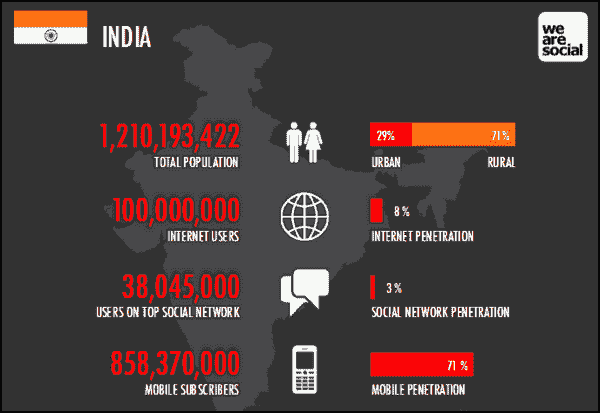 INDIA
we
are
social
1,210,193,422
TOTAL POPULATION
29%
71%
URBAN
RURAL
100,000,000
INTERNET USERS
8%
INTERNET PENETRATION
38,045,000
USERS ON TOP SOCIAL NETWORK
3%
SOCIAL NETWORK PENETRATION
858,370,000
MOBILE SUBSCRIBERS
71%
MOBILE PENETRATION